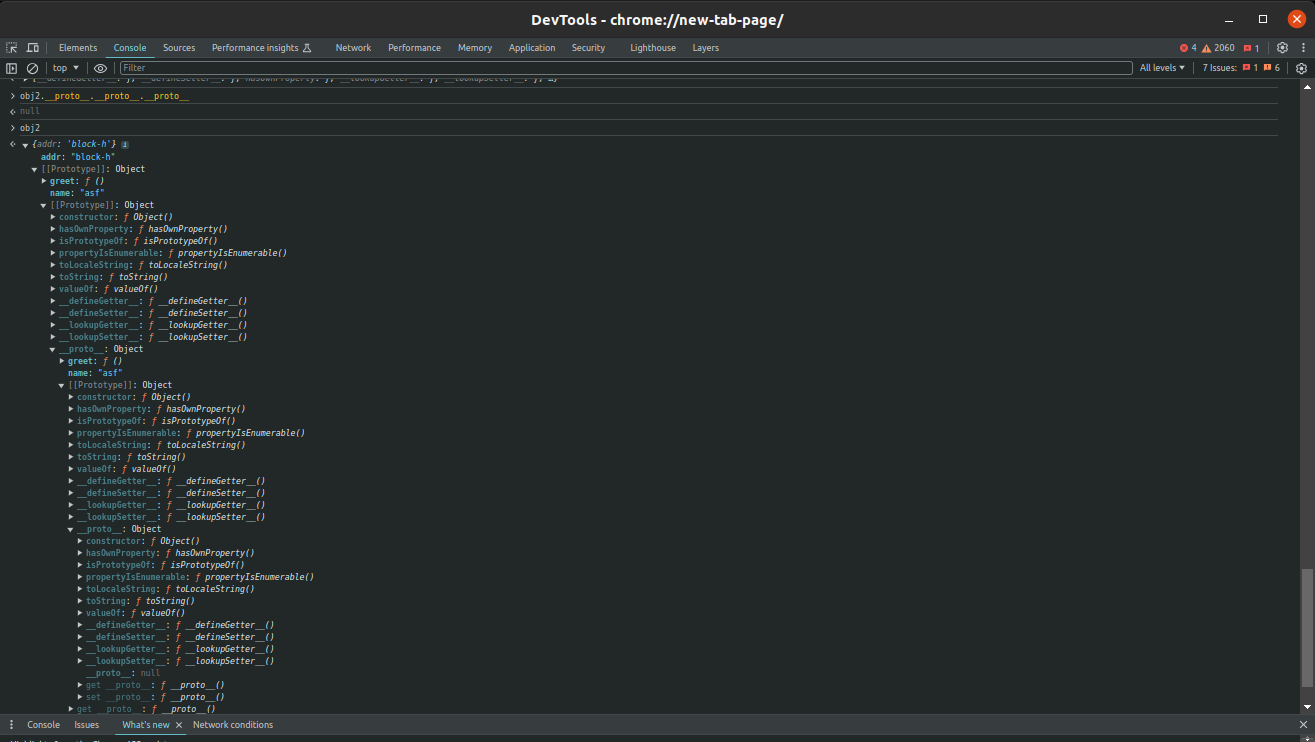 DevTools - chrome://new-tab-page/
Elements Console Sources Performance insights Network Performance Memory Application Security Lighthouse Layers 4 2060 1
top Filter All levels 7 Issues: 1 6
obj2.__proto__.__proto__.__proto__
null
obj2
{addr: 'block-h'} i
addr: "block-h"
[[Prototype]]: Object
greet: ƒ ()
name: "asf"
[[Prototype]]: Object
constructor: ƒ Object()
hasOwnProperty: ƒ hasOwnProperty()
isPrototypeOf: ƒ isPrototypeOf()
propertyIsEnumerable: ƒ propertyIsEnumerable()
toLocaleString: ƒ toLocaleString()
toString: ƒ toString()
valueOf: ƒ valueOf()
__defineGetter__: ƒ __defineGetter__()
__defineSetter__: ƒ __defineSetter__()
__lookupGetter__: ƒ __lookupGetter__()
__lookupSetter__: ƒ __lookupSetter__()
__proto__: Object
greet: ƒ ()
name: "asf"
[[Prototype]]: Object
constructor: ƒ Object()
hasOwnProperty: ƒ hasOwnProperty()
isPrototypeOf: ƒ isPrototypeOf()
propertyIsEnumerable: ƒ propertyIsEnumerable()
toLocaleString: ƒ toLocaleString()
toString: ƒ toString()
valueOf: ƒ valueOf()
__defineGetter__: ƒ __defineGetter__()
__defineSetter__: ƒ __defineSetter__()
__lookupGetter__: ƒ __lookupGetter__()
__lookupSetter__: ƒ __lookupSetter__()
__proto__: Object
constructor: ƒ Object()
hasOwnProperty: ƒ hasOwnProperty()
isPrototypeOf: ƒ isPrototypeOf()
propertyIsEnumerable: ƒ propertyIsEnumerable()
toLocaleString: ƒ toLocaleString()
toString: ƒ toString()
valueOf: ƒ valueOf()
__defineGetter__: ƒ __defineGetter__()
__defineSetter__: ƒ __defineSetter__()
__lookupGetter__: ƒ __lookupGetter__()
__lookupSetter__: ƒ __lookupSetter__()
__proto__: null
get __proto__: ƒ __proto__()
set __proto__: ƒ __proto__()
get __proto__: ƒ __proto__()
Console Issues What's new Network conditions